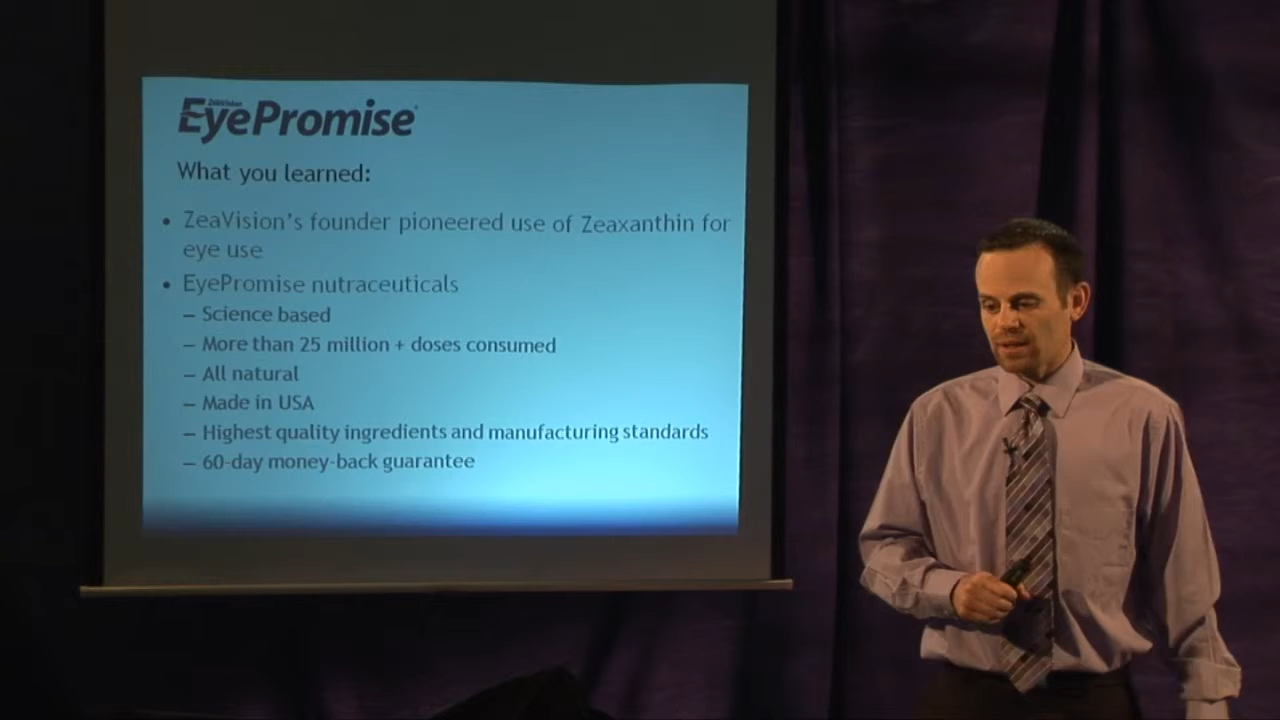 ZeaVision
EyePromise
What you learned:
• ZeaVision's founder pioneered use of Zeaxanthin for
eye use
• EyePromise nutraceuticals
– Science based
– More than 25 million + doses consumed
– All natural
– Made in USA
– Highest quality ingredients and manufacturing standards
– 60-day money-back guarantee